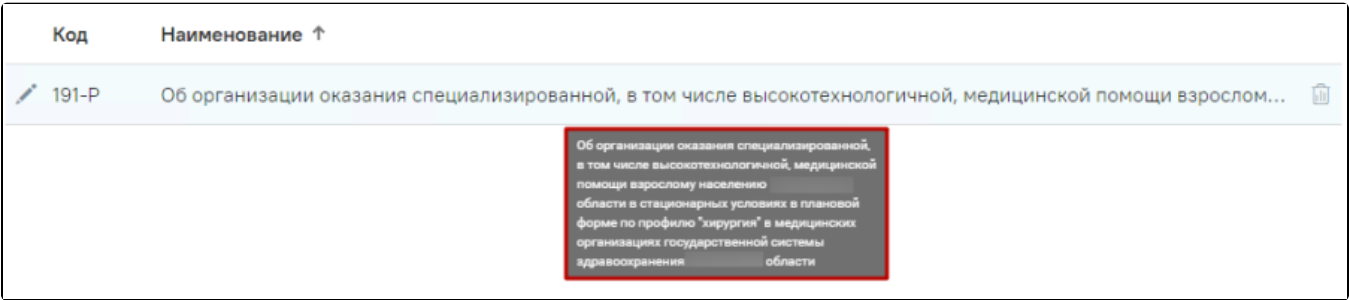 Код Наименование ↑
191-Р Об организации оказания специализированной, в том числе высокотехнологичной, медицинской помощи взрослом...
Об организации оказания специализированной,
в том числе высокотехнологичной, медицинской
помощи взрослому населению
области в стационарных условиях в плановой
форме по профилю "хирургия" в медицинских
организациях государственной системы
здравоохранения области